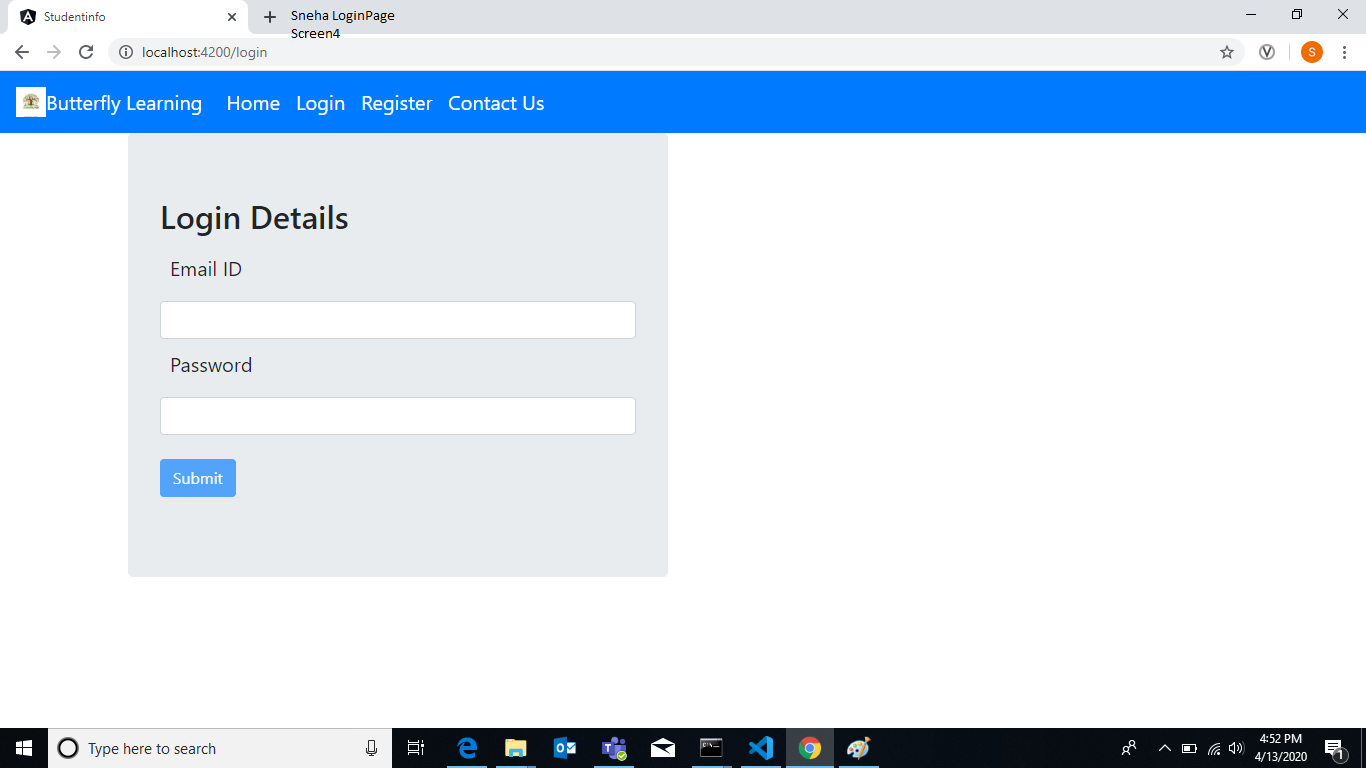 Studentinfo
Sneha LoginPage
Screen4
localhost:4200/login
S
Butterfly Learning Home Login Register Contact Us
Login Details
Email ID
Password
Submit
Type here to search
4:52 PM
4/13/2020
1